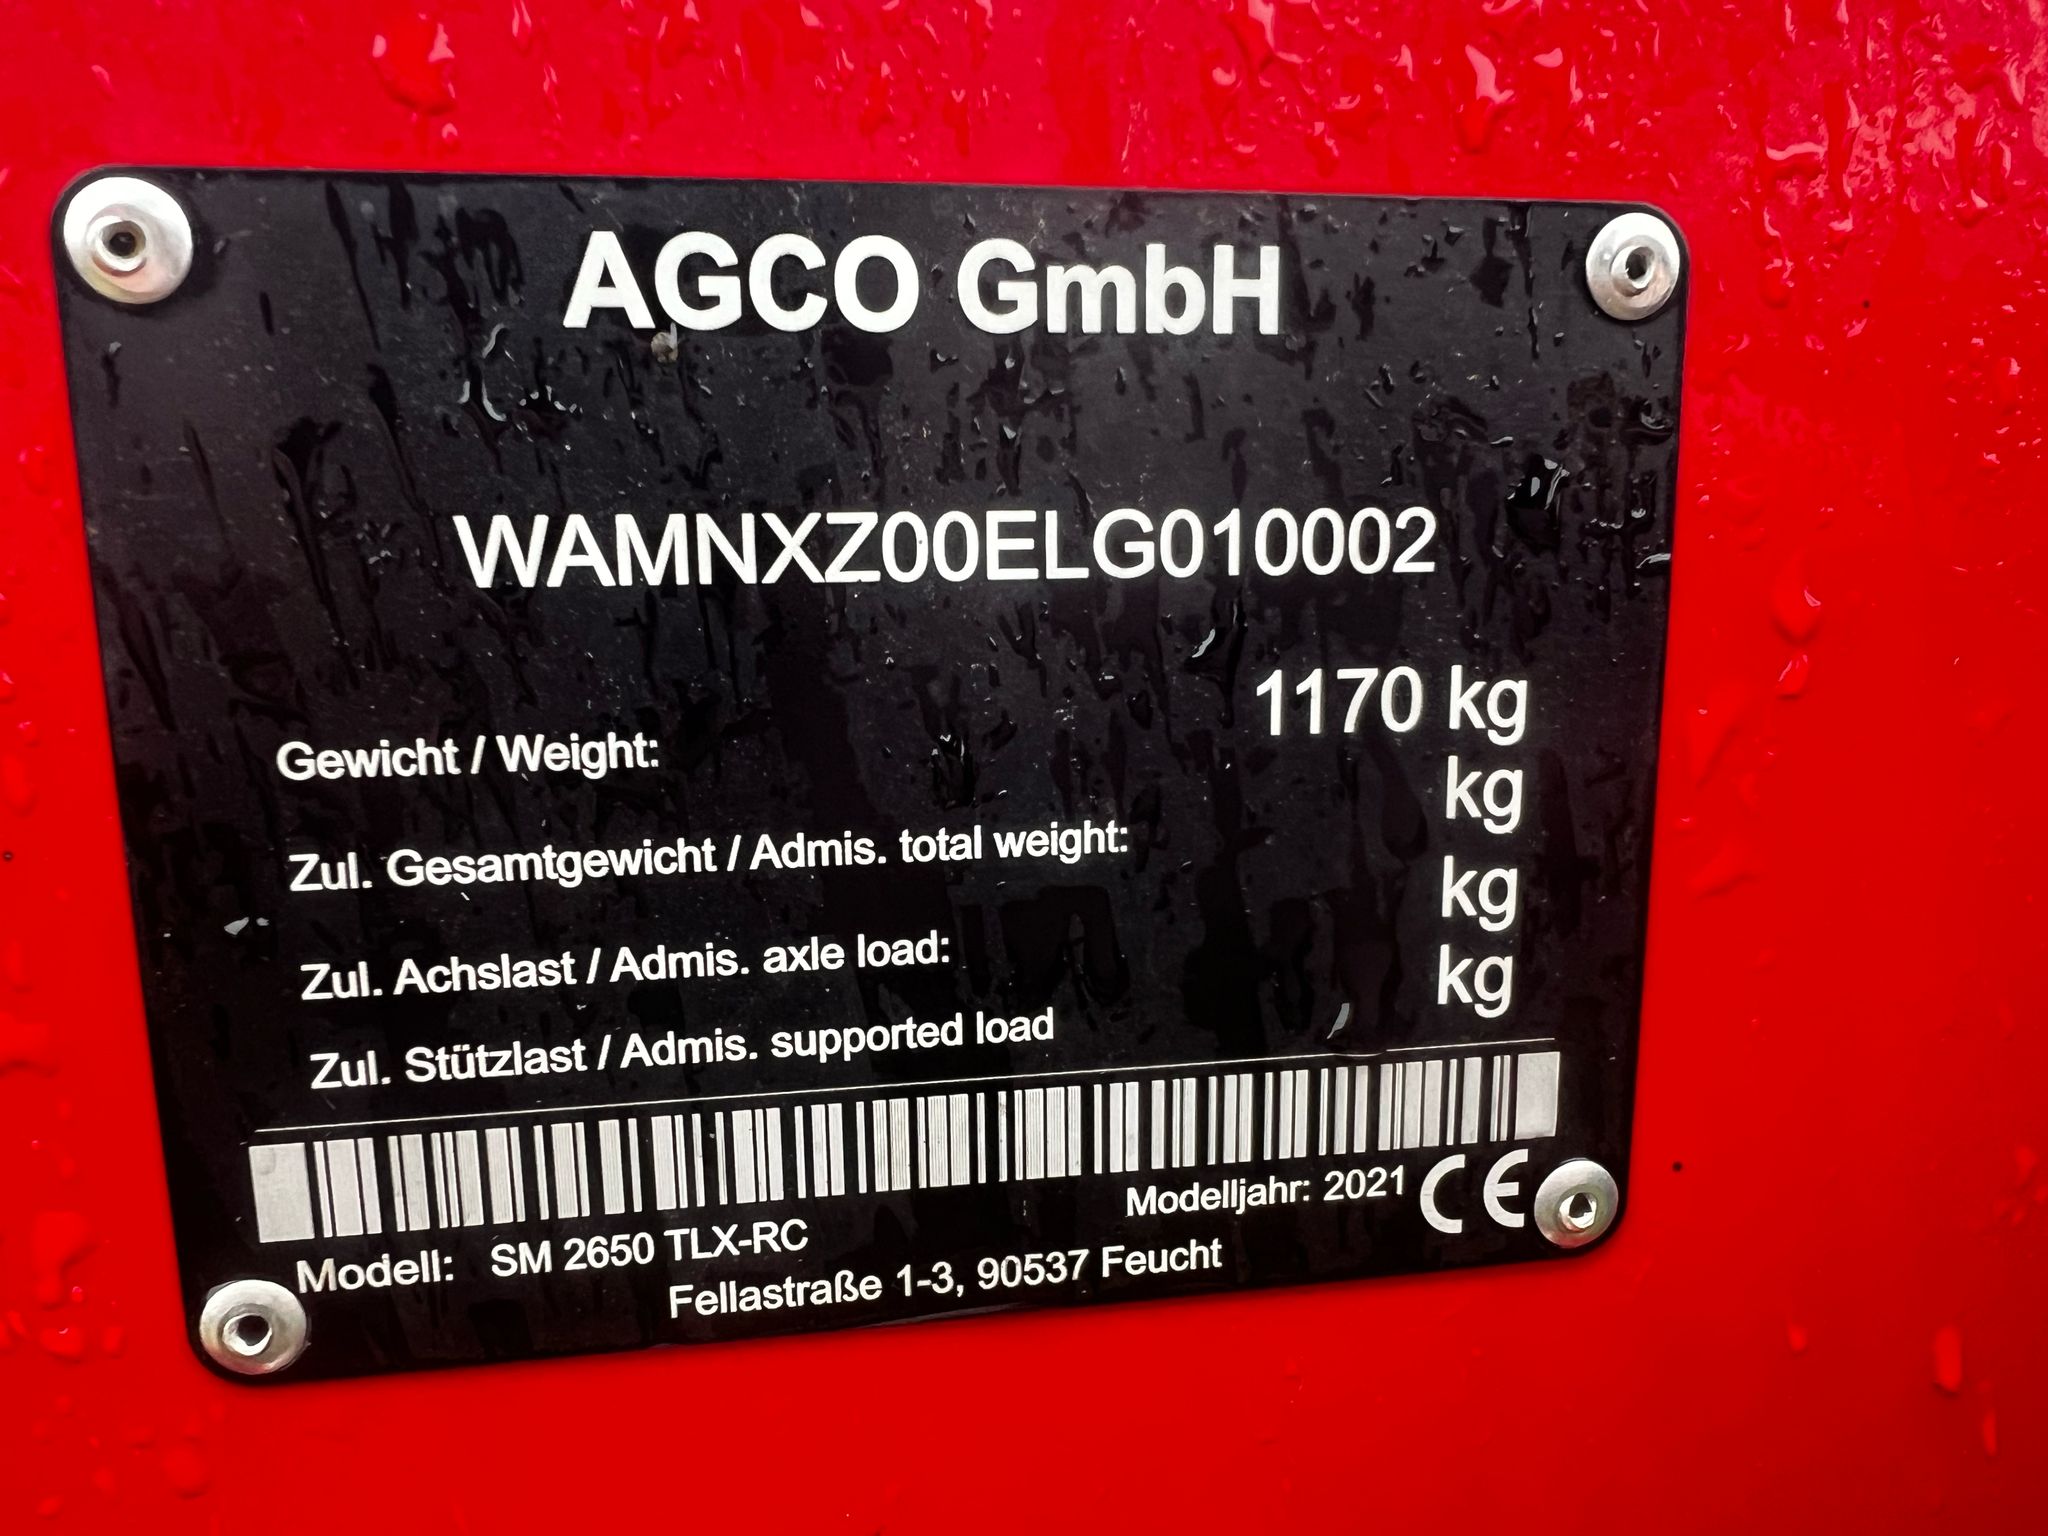 AGCO GmbH
WAMNXZ00ELG010002
Gewicht / Weight: 1170 kg
Zul. Gesamtgewicht / Admis. total weight: kg
Zul. Achslast / Admis. axle load: kg
Zul. Stützlast / Admis. supported load kg
Modell: SM 2650 TLX-RC Modelljahr: 2021 CE
Fellastraße 1-3, 90537 Feucht